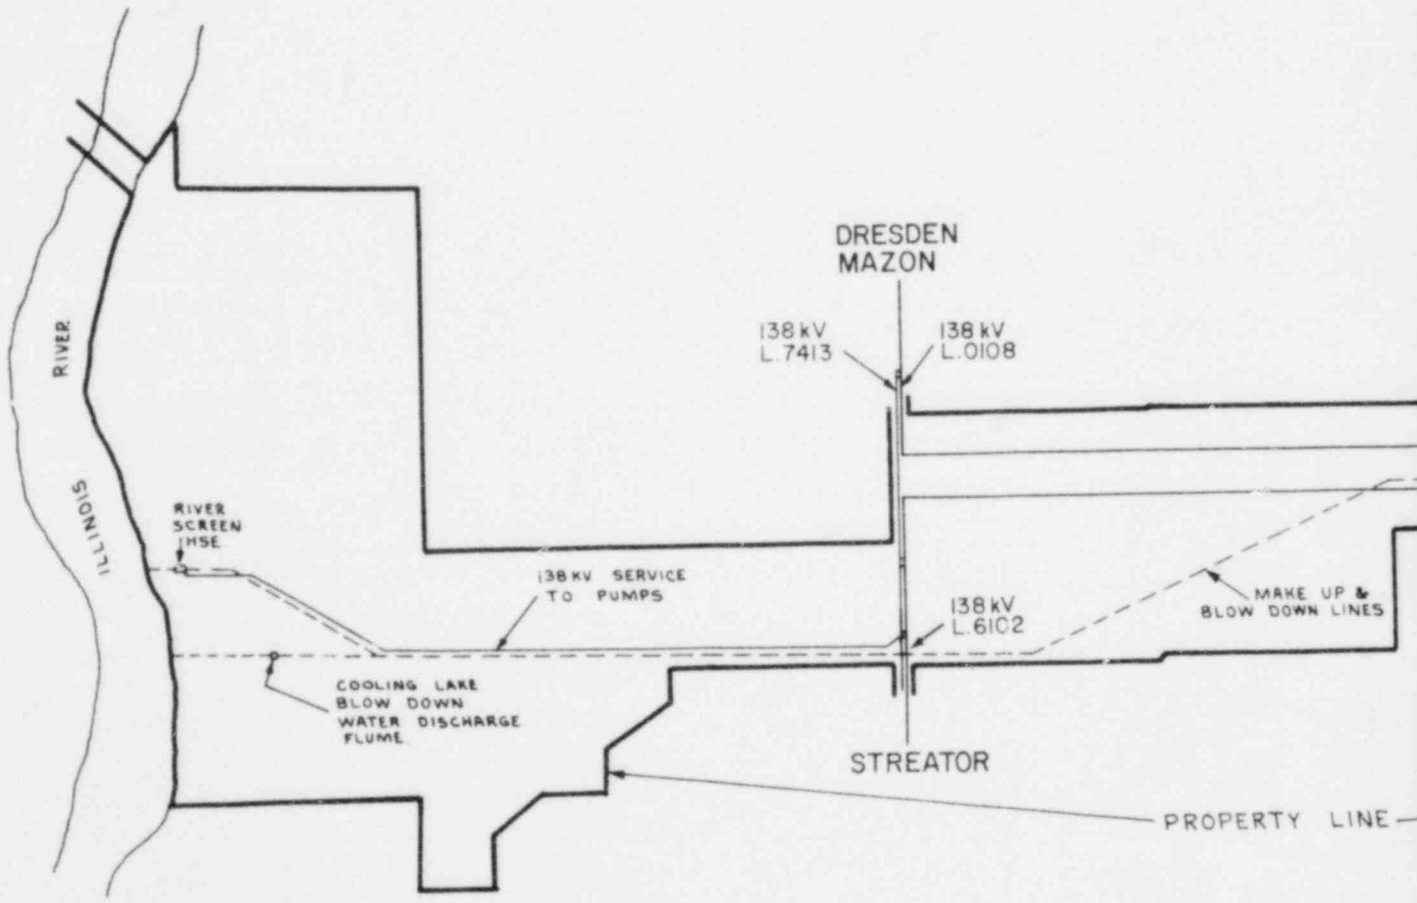 DRESDEN
MAZON
138 kV
L.7413
138 kV
L.0108
RIVER
ILLINOIS
RIVER
SCREEN
HSE.
138 KV SERVICE
TO PUMPS
138 kV
L.6102
MAKE UP &
BLOW DOWN LINES
COOLING LAKE
BLOW DOWN
WATER DISCHARGE
FLUME.
STREATOR
PROPERTY LINE